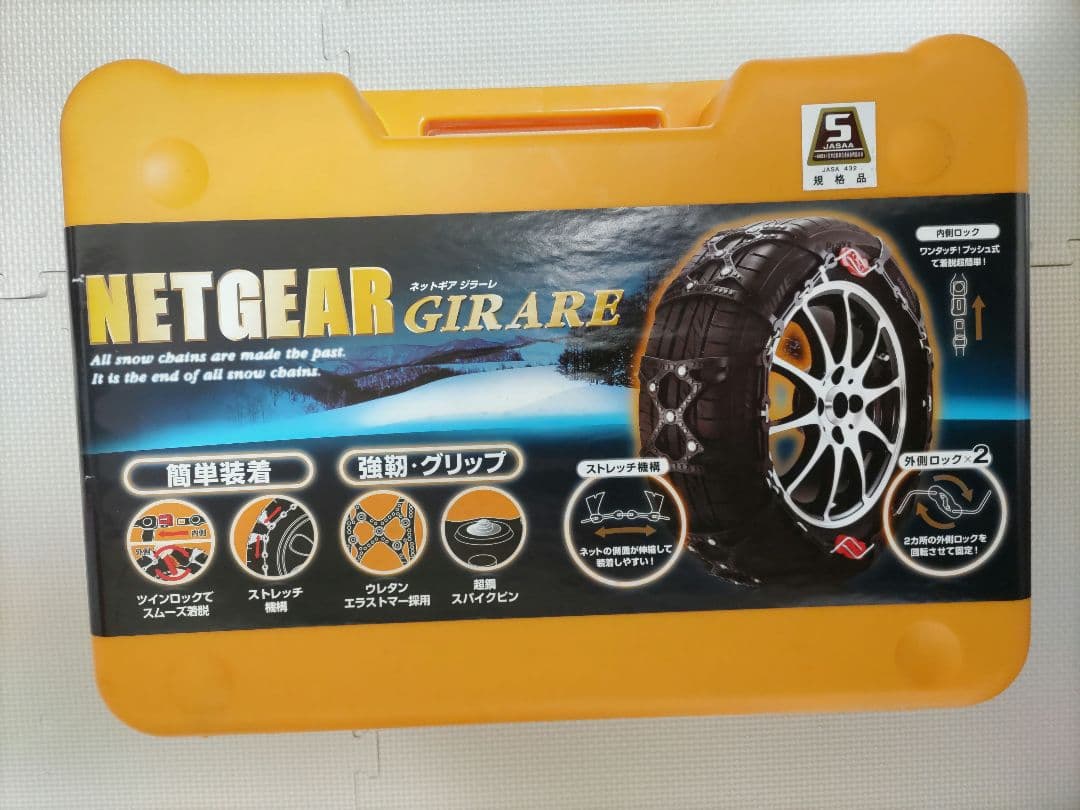 S
JASAA
JASA 432
規格品
内側ロック
ワンタッチ!プッシュ式
で着脱超簡単!
ネットギア ジラーレ
NETGEAR GIRARE
All snow chains are made the past.
It is the end of all snow chains.
簡単装着
強靭・グリップ
ストレッチ機構
外側ロック×2
内側
外側
ツインロックで
スムーズ着脱
ストレッチ
機構
ウレタン
エラストマー採用
超鋼
スパイクピン
ネットの側面が伸縮して
装着しやすい!
2カ所の外側ロックを
回転させて固定!